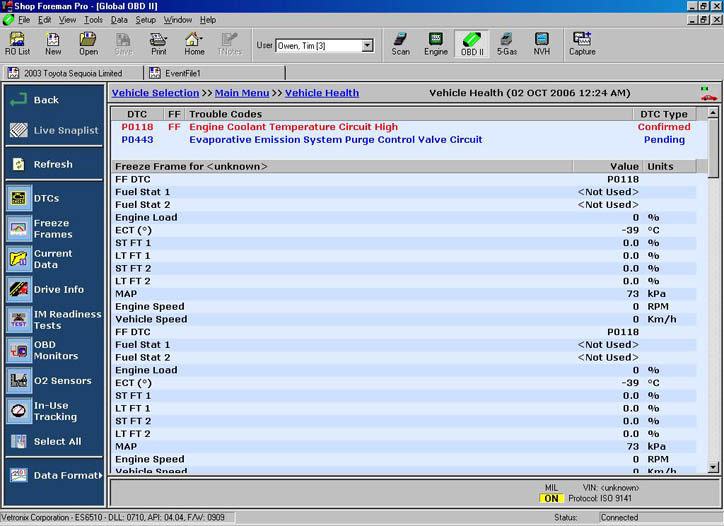 Shop Foreman Pro - [Global OBD II]
File Edit View Tools Data Setup Window Help
RO List New Open Save Print Home TNotes User Owen, Tim [3] Scan Engine OBD II 5-Gas NVH Capture
2003 Toyota Sequoia Limited EventFile1
Back
Live Snaplist
Refresh
DTCs
Freeze
Frames
Current
Data
Drive Info
IM Readiness
Tests
OBD
Monitors
O2 Sensors
In-Use
Tracking
Select All
Data Format
Vehicle Selection >> Main Menu >> Vehicle Health Vehicle Health (02 OCT 2006 12:24 AM)
DTC FF Trouble Codes DTC Type
P0118 FF Engine Coolant Temperature Circuit High Confirmed
P0443 Evaporative Emission System Purge Control Valve Circuit Pending
Freeze Frame for <unknown> Value Units
FF DTC P0118
Fuel Stat 1 <Not Used>
Fuel Stat 2 <Not Used>
Engine Load 0 %
ECT (°) -39 °C
ST FT 1 0.0 %
LT FT 1 0.0 %
ST FT 2 0.0 %
LT FT 2 0.0 %
MAP 73 kPa
Engine Speed 0 RPM
Vehicle Speed 0 Km/h
FF DTC P0118
Fuel Stat 1 <Not Used>
Fuel Stat 2 <Not Used>
Engine Load 0 %
ECT (°) -39 °C
ST FT 1 0.0 %
LT FT 1 0.0 %
ST FT 2 0.0 %
LT FT 2 0.0 %
MAP 73 kPa
Engine Speed 0 RPM
Vehicle Speed 0 Km/h
MIL VIN: <unknown>
ON Protocol: ISO 9141
Vetronix Corporation - ES6510 - DLL: 0710, API: 04.04, F/W: 0909 Status: Connected